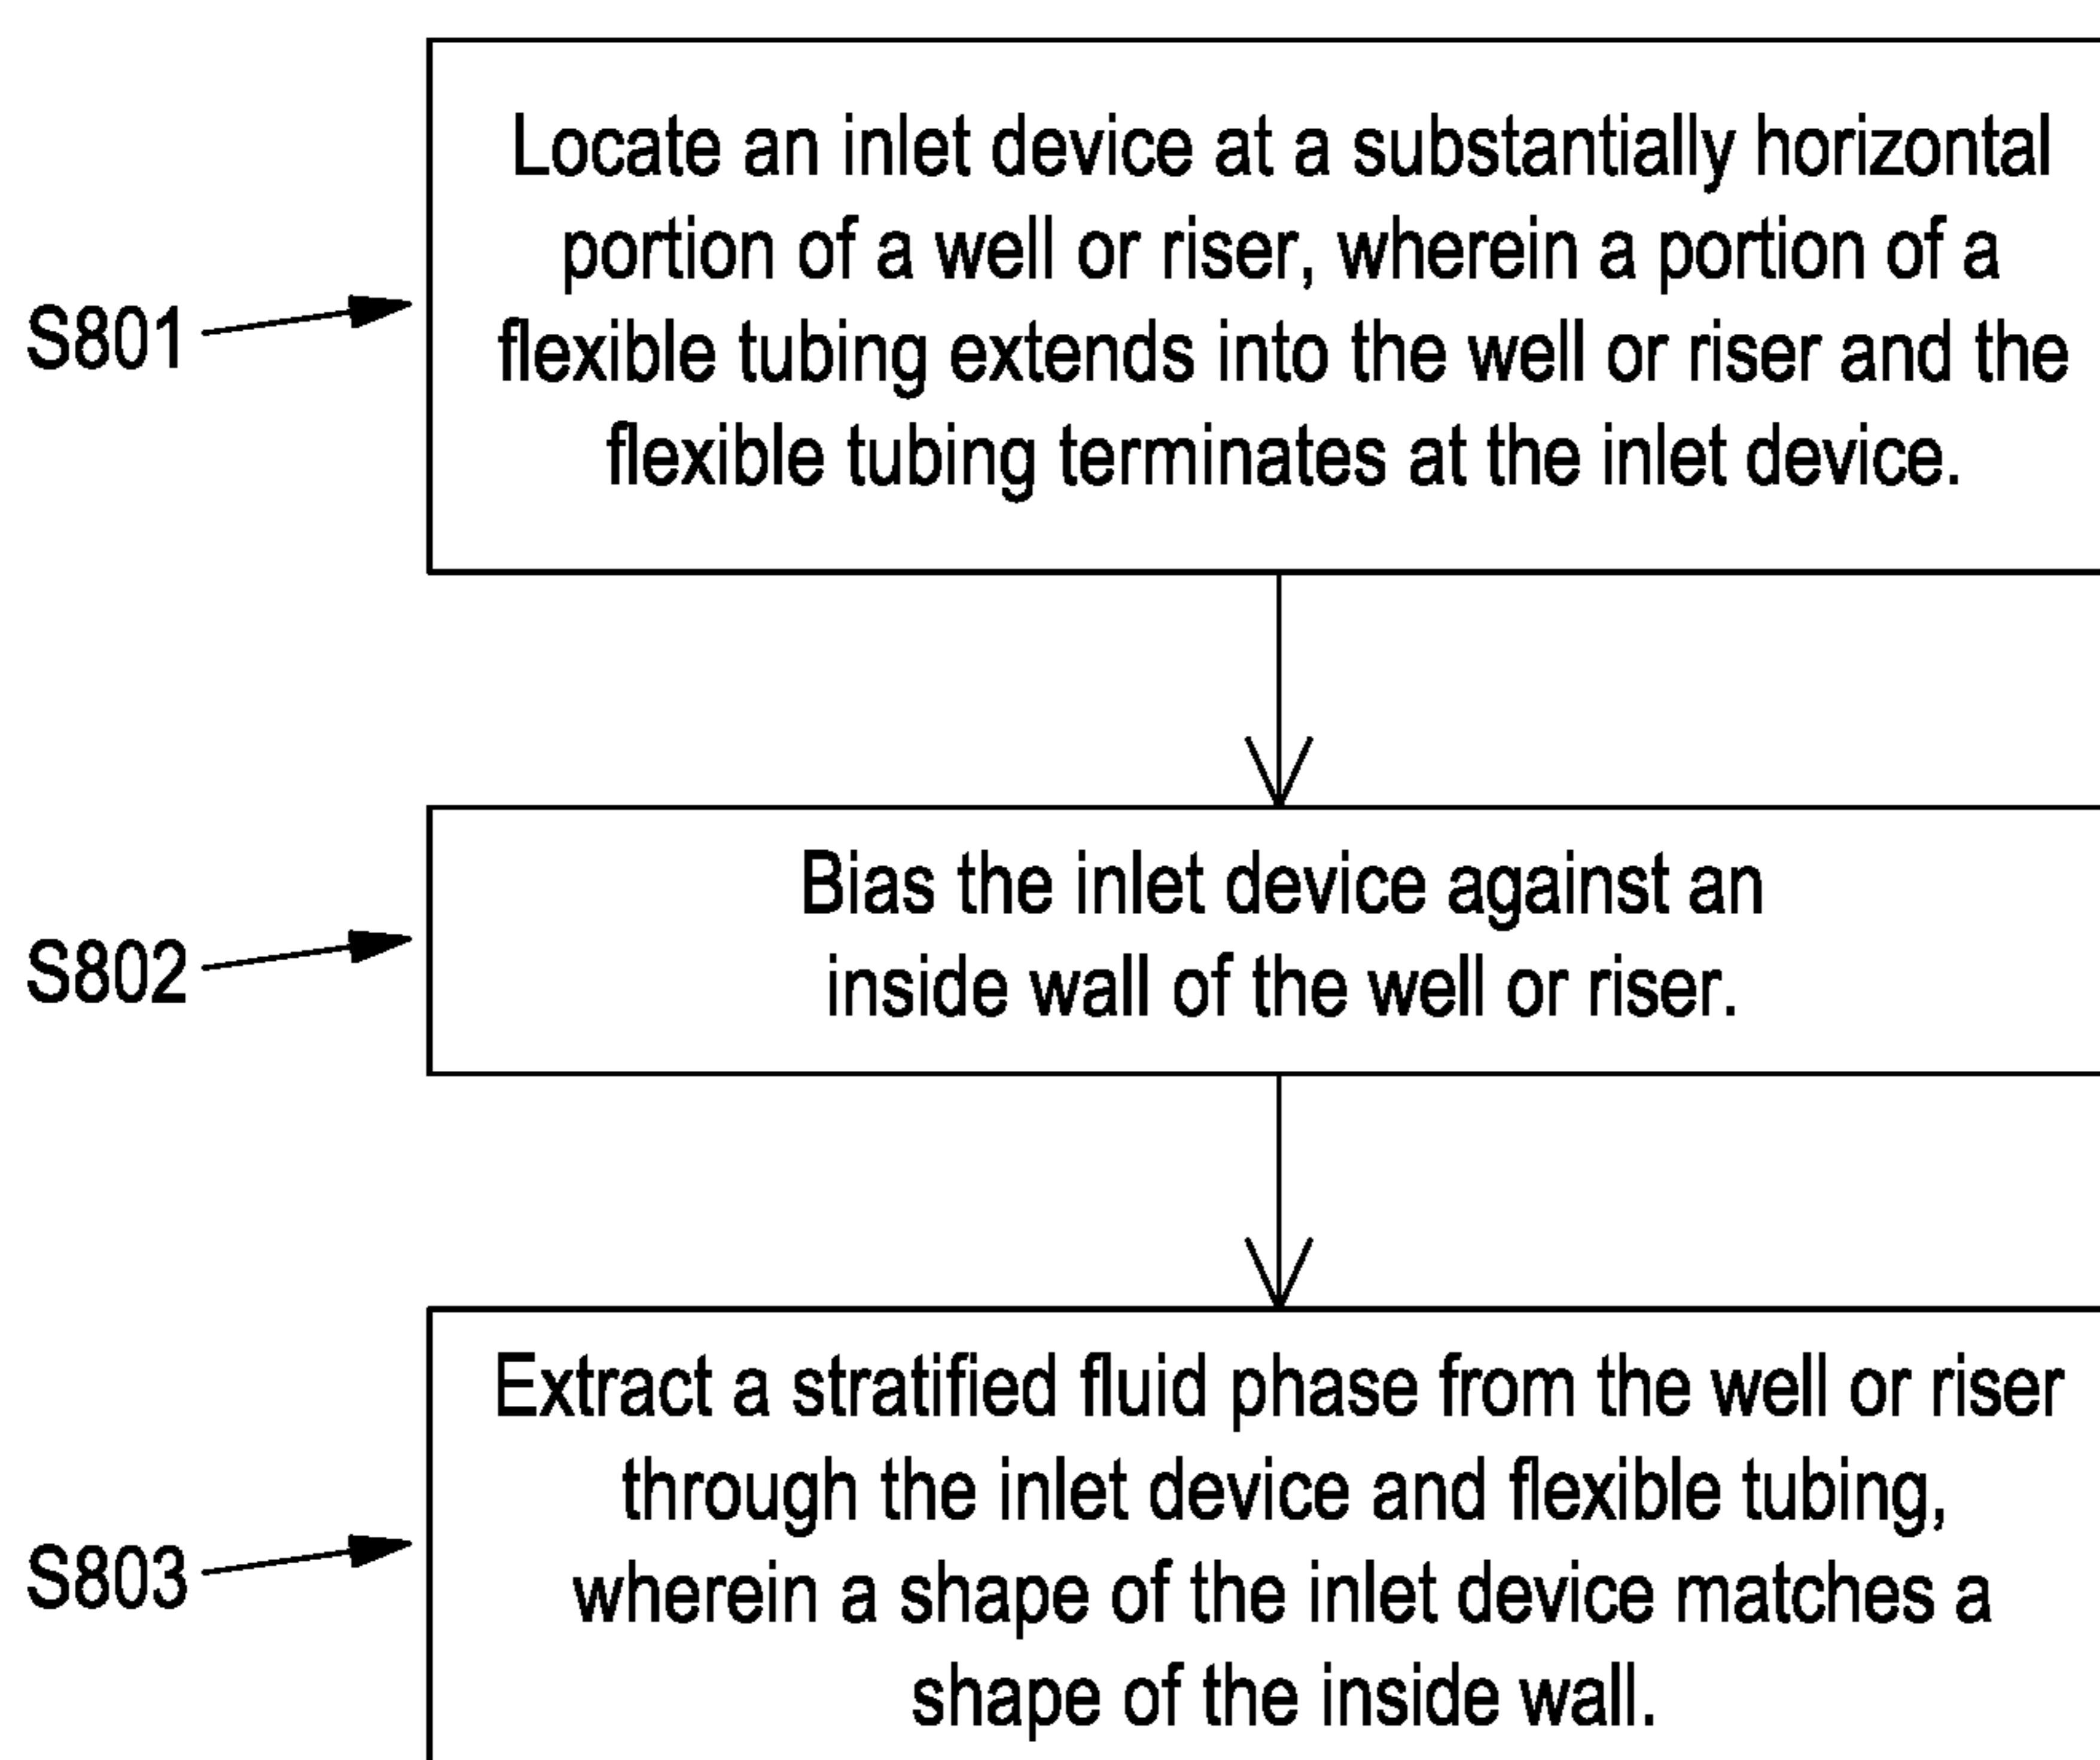 Locate an inlet device at a substantially horizontal
portion of a well or riser, wherein a portion of a
S801
flexible tubing extends into the well or riser and the
flexible tubing terminates at the inlet device.
Bias the inlet device against an
S802
inside wall of the well or riser.
Extract a stratified fluid phase from the well or riser
through the inlet device and flexible tubing,
S803
wherein a shape of the inlet device matches a
shape of the inside wall.